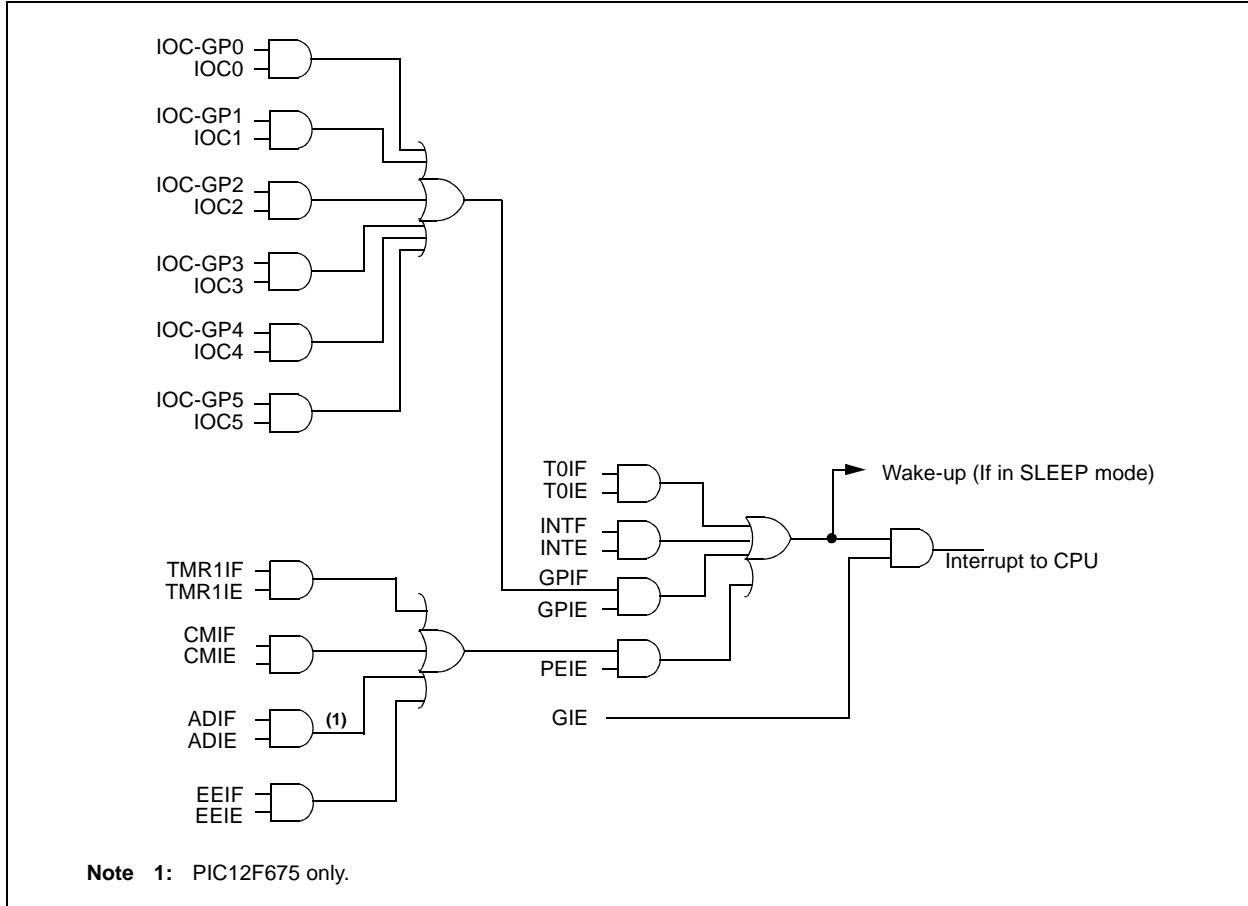 IOC-GP0
IOC0
IOC-GP1
IOC1
IOC-GP2
IOC2
IOC-GP3
IOC3
IOC-GP4
IOC4
IOC-GP5
IOC5
T0IF
T0IE
INTF
INTE
GPIF
GPIE
PEIE
GIE
Wake-up (If in SLEEP mode)
Interrupt to CPU
TMR1IF
TMR1IE
CMIF
CMIE
ADIF
ADIE
(1)
EEIF
EEIE
Note 1: PIC12F675 only.